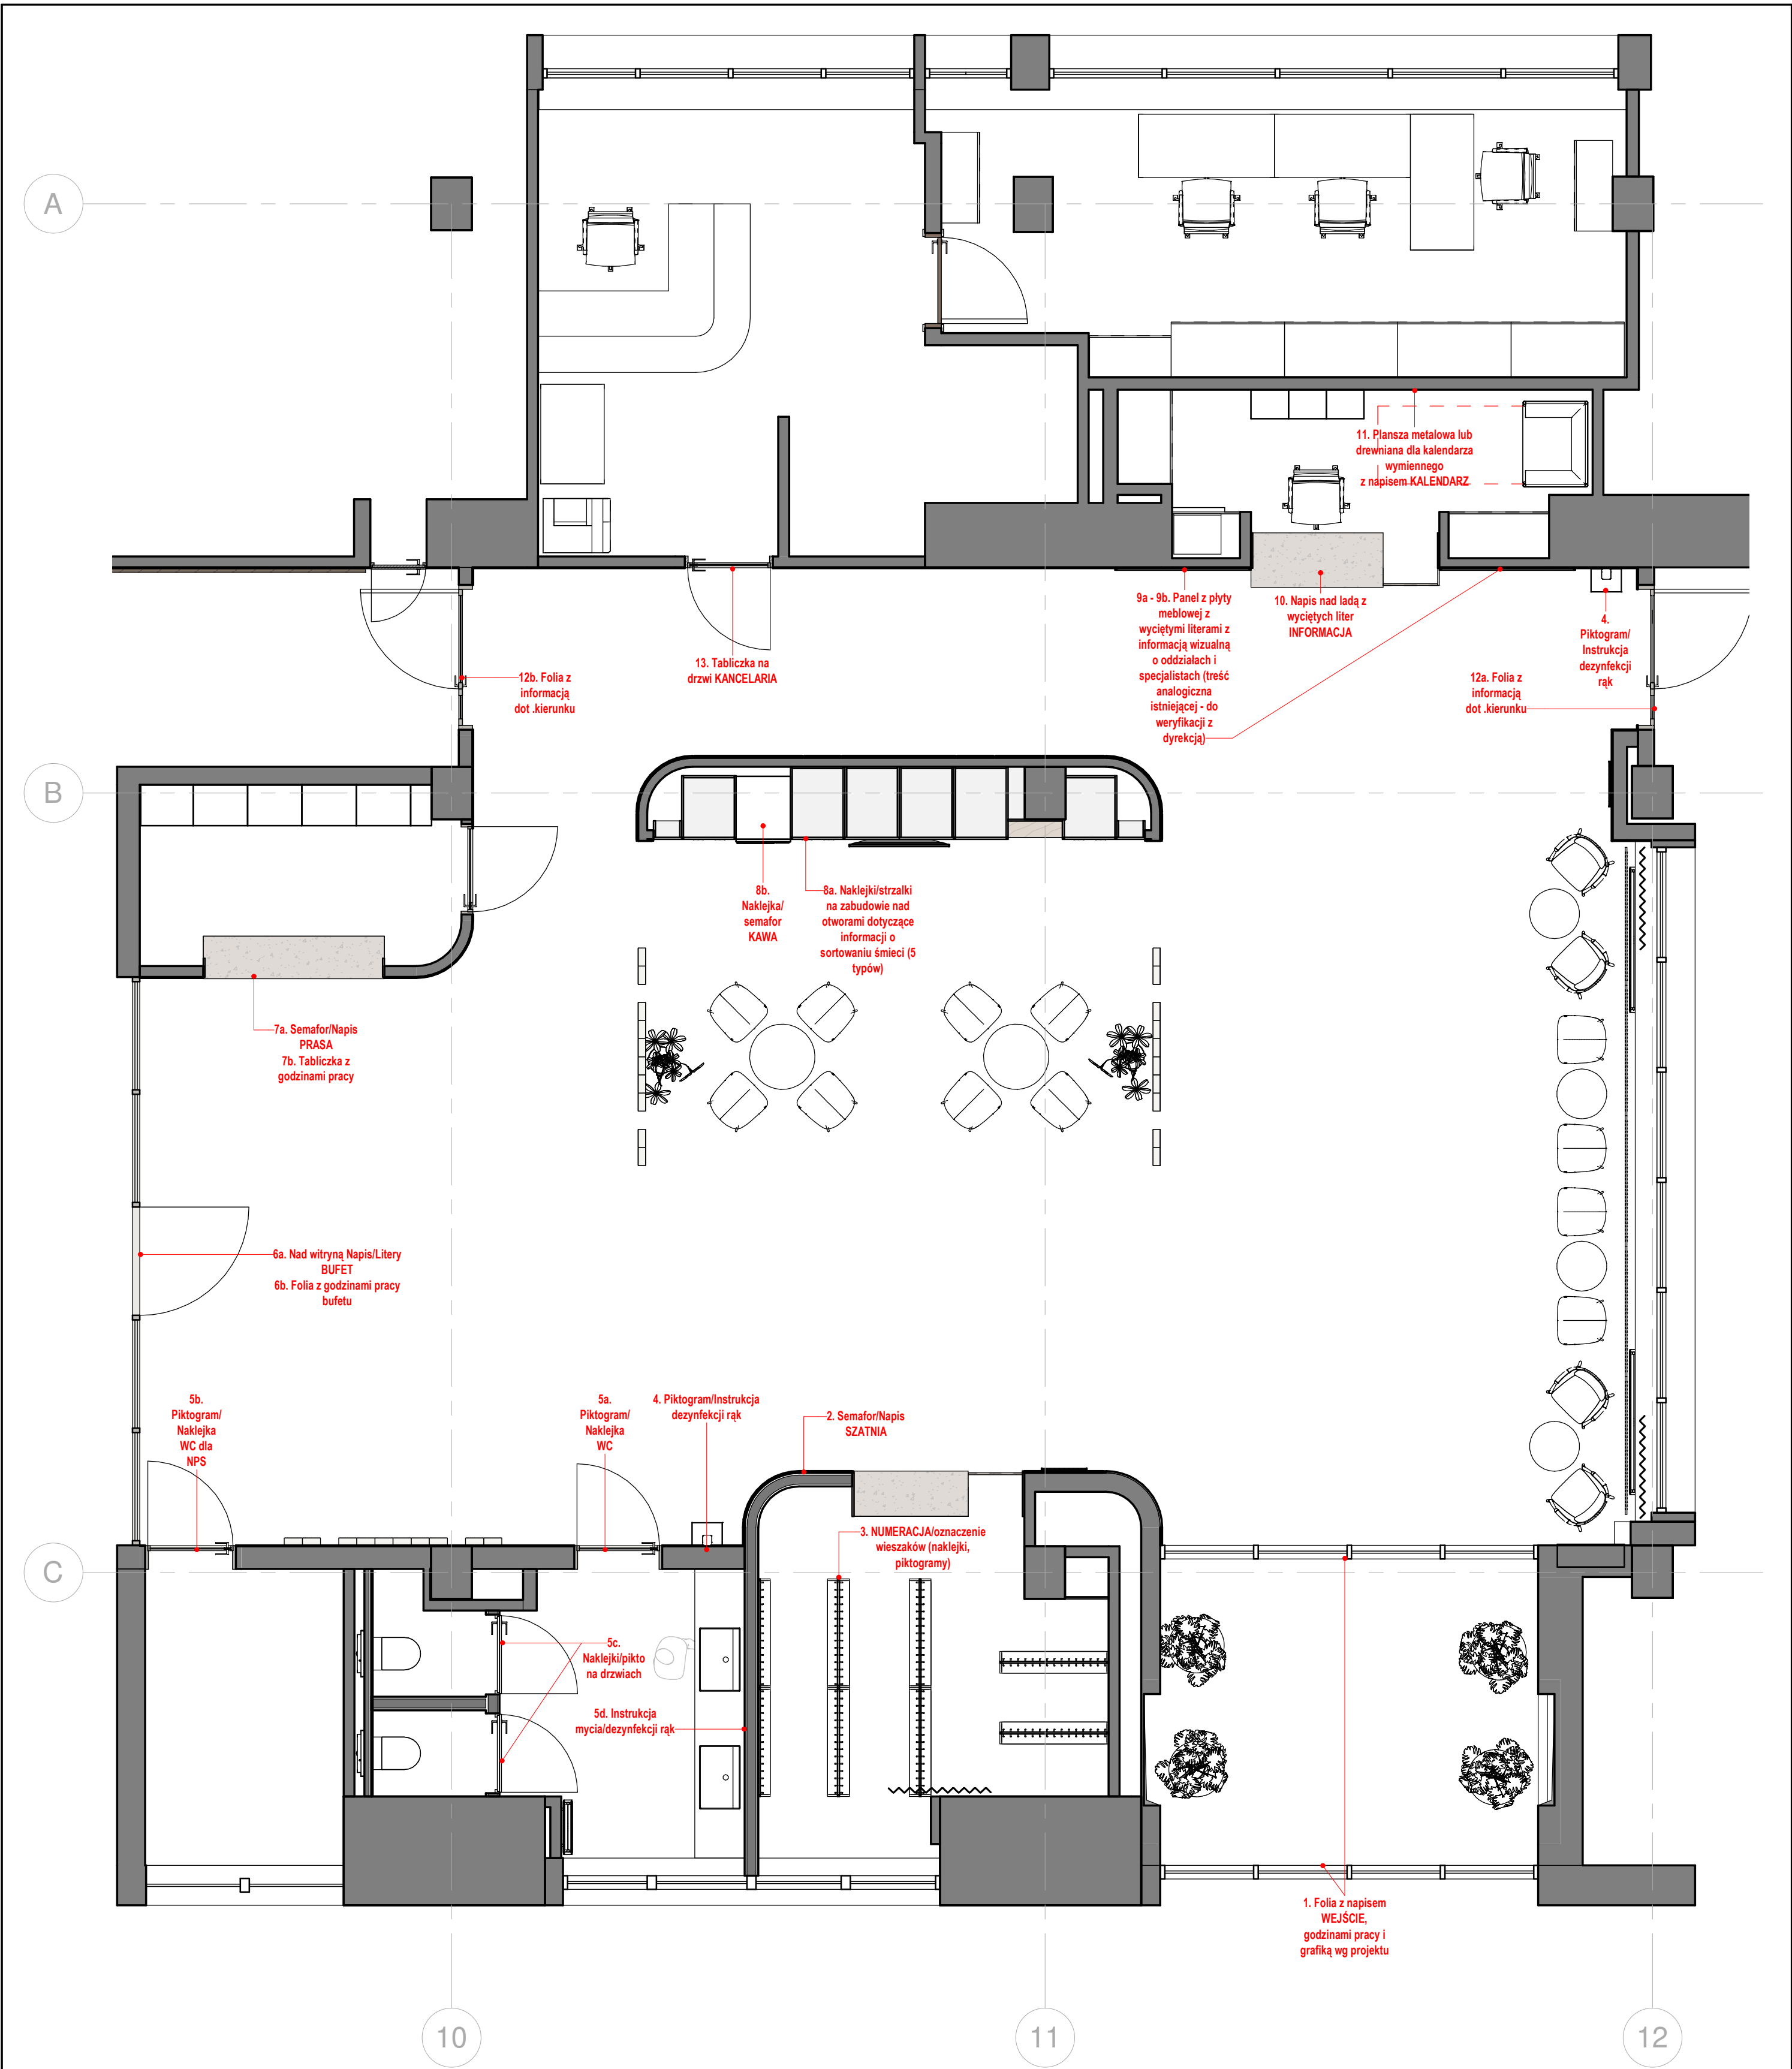 A
11. Plansza metalowa lub
drewniana dla kalendarza
wymiennego
z napisem KALENDARZ
9a - 9b. Panel z płyty
meblowej z
wyciętymi literami z
informacją wizualną
o oddziałach i
specjalistach (treść
analogiczna
istniejącej - do
weryfikacji z
dyrekcją)
10. Napis nad ladą z
wyciętych liter
INFORMACJA
4.
Piktogram/
Instrukcja
dezynfekcji
rąk
13. Tabliczka na
drzwi KANCELARIA
12b. Folia z
informacją
dot .kierunku
12a. Folia z
informacją
dot .kierunku
B
8b.
Naklejka/
semafor
KAWA
8a. Naklejki/strzalki
na zabudowie nad
otworami dotyczące
informacji o
sortowaniu śmieci (5
typów)
7a. Semafor/Napis
PRASA
7b. Tabliczka z
godzinami pracy
6a. Nad witryną Napis/Litery
BUFET
6b. Folia z godzinami pracy
bufetu
5b.
Piktogram/
Naklejka
WC dla
NPS
5a.
Piktogram/
Naklejka
WC
4. Piktogram/Instrukcja
dezynfekcji rąk
2. Semafor/Napis
SZATNIA
3. NUMERACJA/oznaczenie
wieszaków (naklejki,
piktogramy)
C
5c.
Naklejki/pikto
na drzwiach
5d. Instrukcja
mycia/dezynfekcji rąk
1. Folia z napisem
WEJŚCIE,
godzinami pracy i
grafiką wg projektu
10
11
12